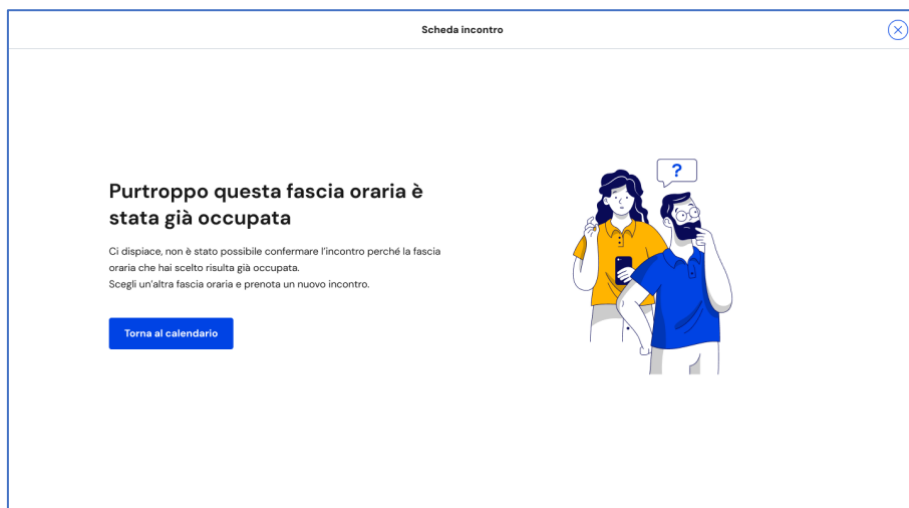 Scheda incontro
Purtroppo questa fascia oraria è
stata già occupata
?
Ci dispiace, non è stato possibile confermare l'incontro perché la fascia
oraria che hai scelto risulta già occupata.
Scegli un'altra fascia oraria e prenota un nuovo incontro.
Torna al calendario